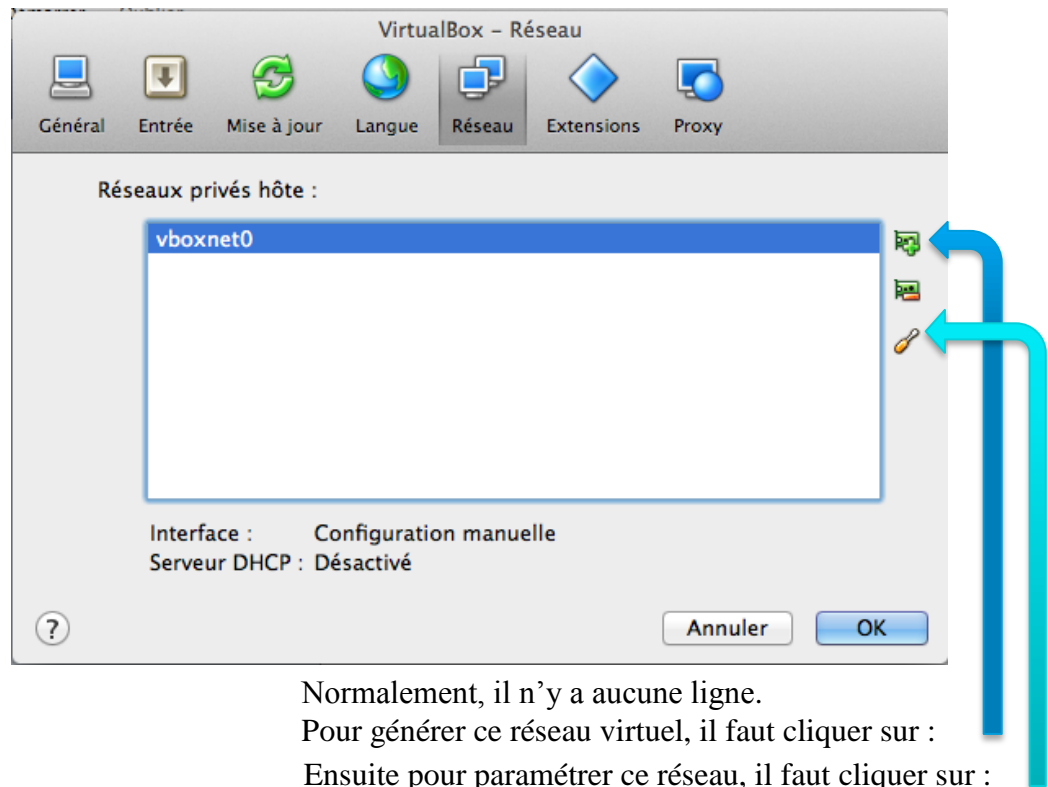 VirtualBox – Réseau
Général Entrée Mise à jour Langue Réseau Extensions Proxy
Réseaux privés hôte :
vboxnet0
Interface : Configuration manuelle
Serveur DHCP : Désactivé
? Annuler OK
Normalement, il n’y a aucune ligne.
Pour générer ce réseau virtuel, il faut cliquer sur :
Ensuite pour paramétrer ce réseau, il faut cliquer sur :